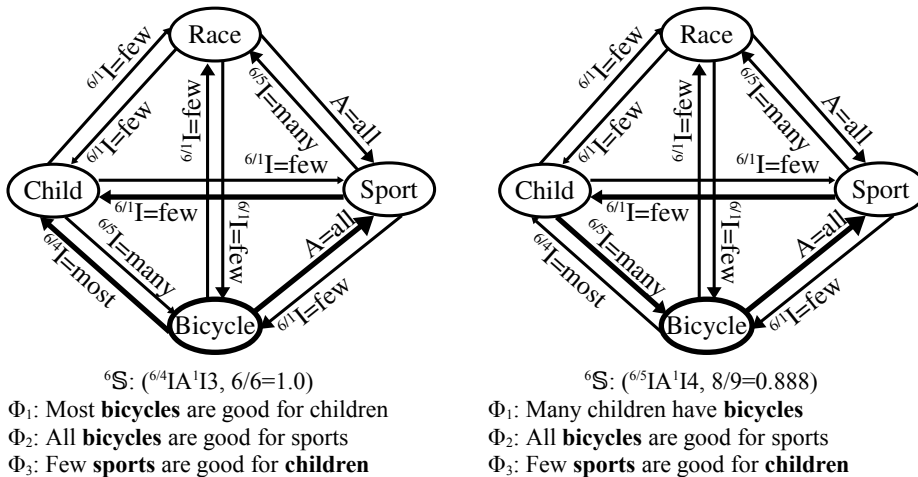 Race
⁶/¹I=few
⁶/¹I=few
⁶/¹I=few
⁶/⁵I=many
A=all
Child
⁶/¹I=few
Sport
⁶/¹I=few
⁶/¹I=few
⁶/⁵I=many
⁶/⁴I=most
A=all
⁶/¹I=few
Bicycle
⁶𝕊: (⁶/⁴IA¹I3, 6/6=1.0)
Φ₁: Most bicycles are good for children
Φ₂: All bicycles are good for sports
Φ₃: Few sports are good for children
Race
⁶/¹I=few
⁶/¹I=few
⁶/¹I=few
⁶/⁵I=many
A=all
Child
⁶/¹I=few
Sport
⁶/¹I=few
⁶/¹I=few
⁶/⁵I=many
⁶/⁴I=most
A=all
⁶/¹I=few
Bicycle
⁶𝕊: (⁶/⁵IA¹I4, 8/9=0.888)
Φ₁: Many children have bicycles
Φ₂: All bicycles are good for sports
Φ₃: Few sports are good for children